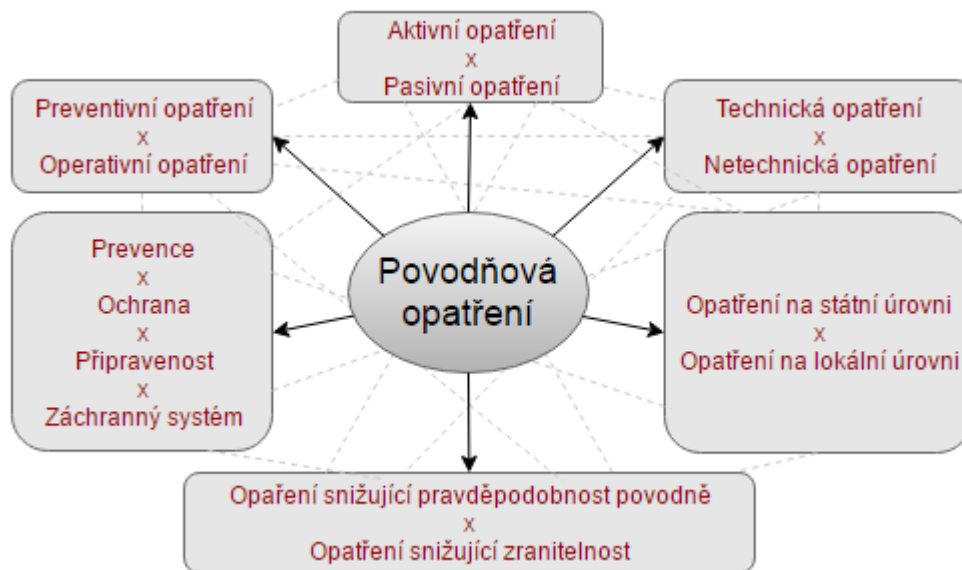 Aktivní opatření
x
Pasivní opatření
Preventivní opatření
x
Operativní opatření
Technická opatření
x
Netechnická opatření
Povodňová
opatření
Prevence
x
Ochrana
x
Připravenost
x
Záchranný systém
Opatření na státní úrovni
x
Opatření na lokální úrovni
Opaření snižující pravděpodobnost povodně
x
Opatření snižující zranitelnost